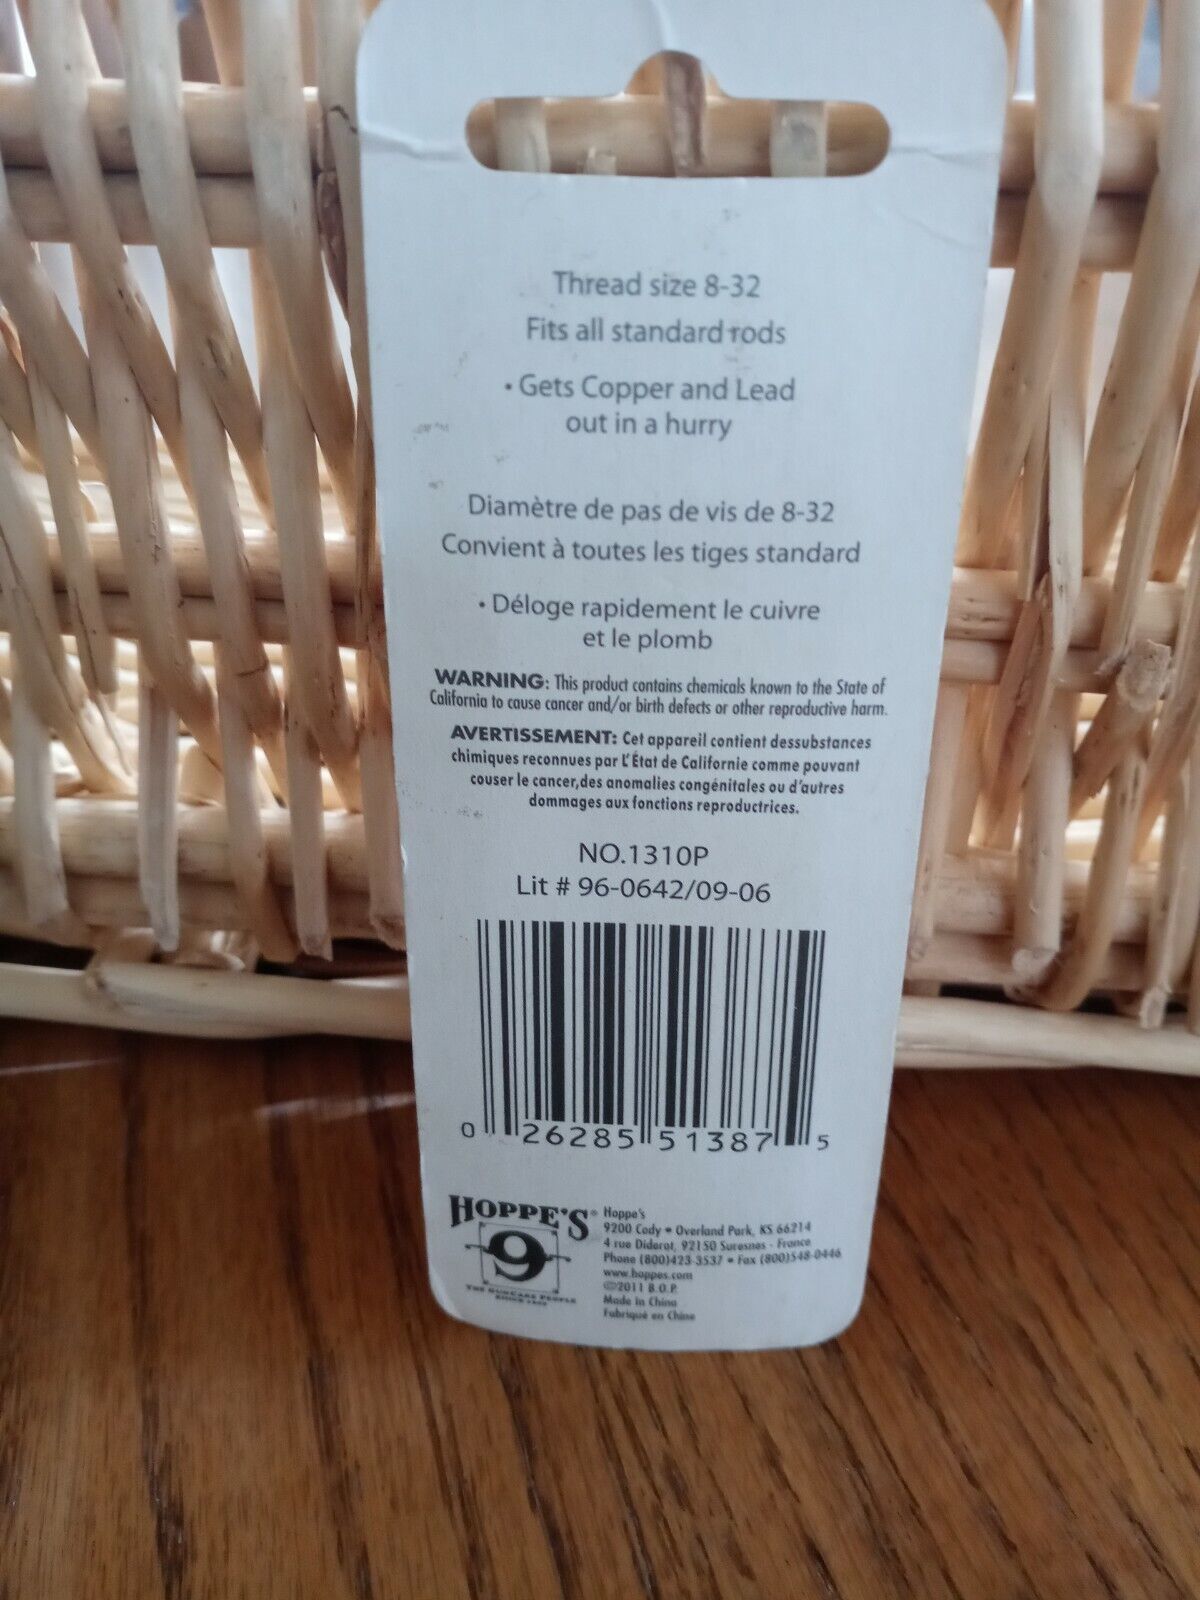 Thread size 8-32
Fits all standard rods
• Gets Copper and Lead
out in a hurry
Diamètre de pas de vis de 8-32
Convient à toutes les tiges standard
• Déloge rapidement le cuivre
et le plomb
WARNING: This product contains chemicals known to the State of
California to cause cancer and/or birth defects or other reproductive harm.
AVERTISSEMENT: Cet appareil contient dessubstances
chimiques reconnues par L'État de Californie comme pouvant
couser le cancer,des anomalies congénitales ou d'autres
dommages aux fonctions reproductrices.
NO.1310P
Lit # 96-0642/09-06
0 26285 51387 5
HOPPE'S®
9
THE GUNCARE PEOPLE
Hoppe's
9200 Cody • Overland Park, KS 66214
4 rue Diderot, 92150 Suresnes - France
Phone (800)423-3537 • Fax (800)548-0446
www.hoppes.com
©2011 B.O.P.
Made in China
Fabriqué en Chine